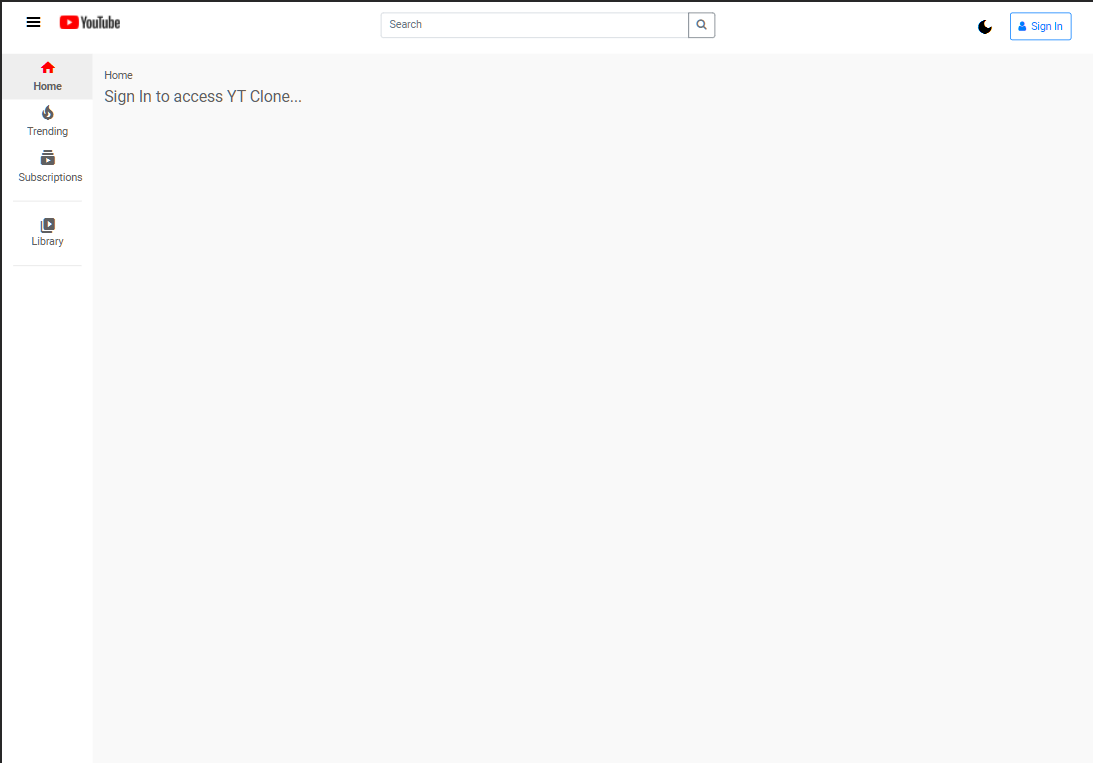 YouTube
Search
Sign In
Home
Trending
Subscriptions
Library
Home
Sign In to access YT Clone...